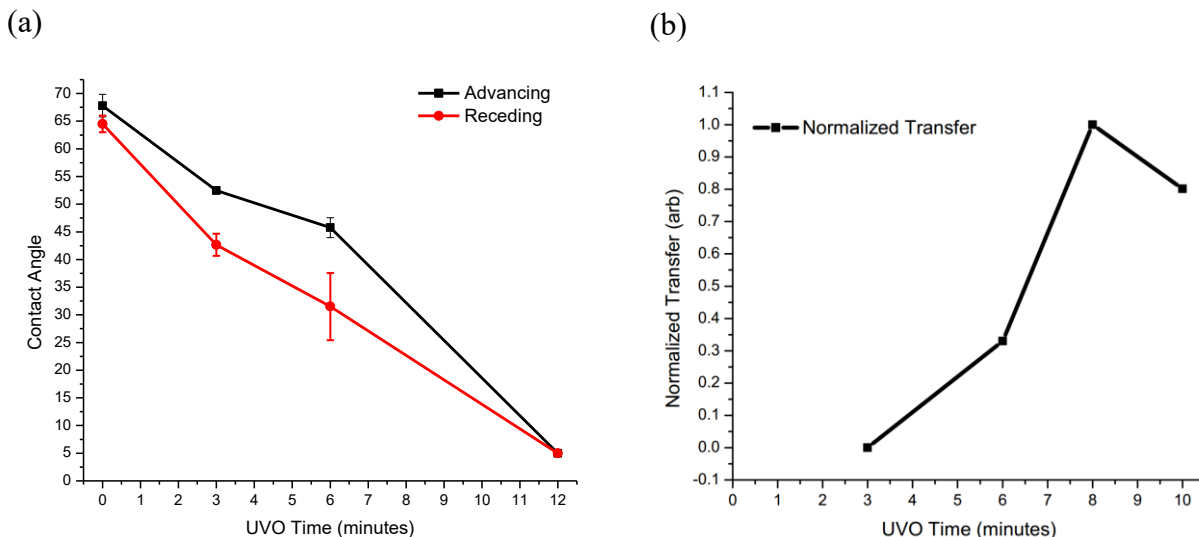 (a)
(b)
Advancing
Receding
70
65
60
55
50
45
40
35
30
25
20
15
10
5
0
Contact Angle
0 1 2 3 4 5 6 7 8 9 10 11 12
UVO Time (minutes)
Normalized Transfer
1.1
1.0
0.9
0.8
0.7
0.6
0.5
0.4
0.3
0.2
0.1
0.0
-0.1
Normalized Transfer (arb)
0 1 2 3 4 5 6 7 8 9 10
UVO Time (minutes)